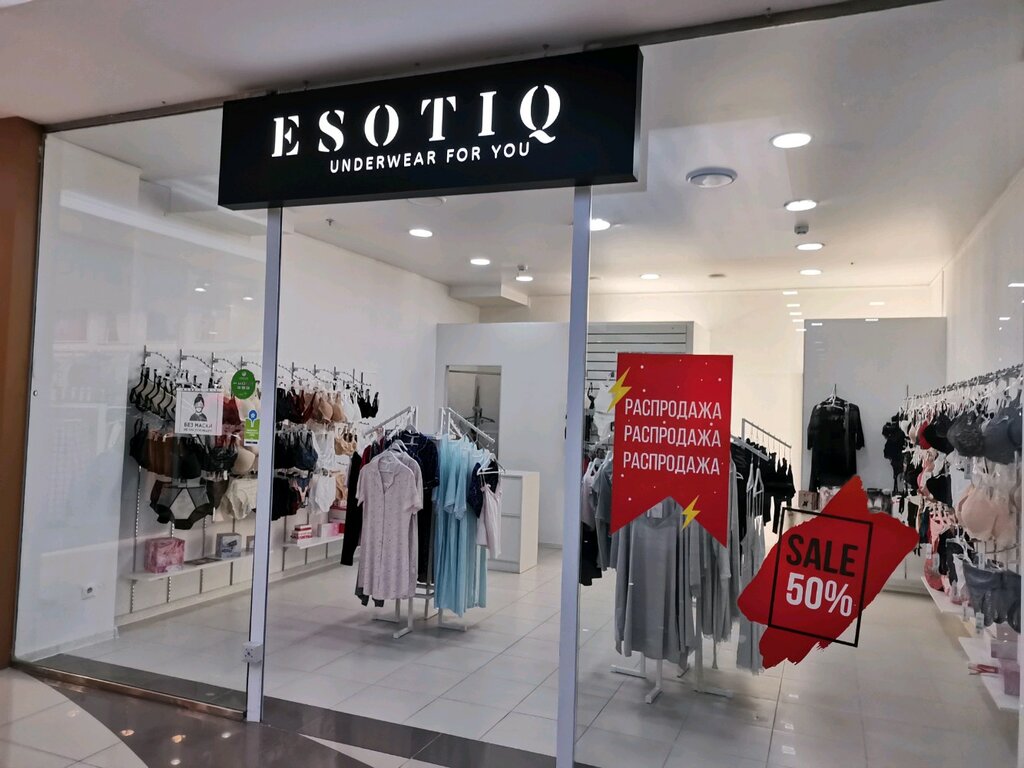 ESOTIQ
UNDERWEAR FOR YOU
БЕЗ МАСКИ
РАСПРОДАЖА
РАСПРОДАЖА
РАСПРОДАЖА
SALE
50%